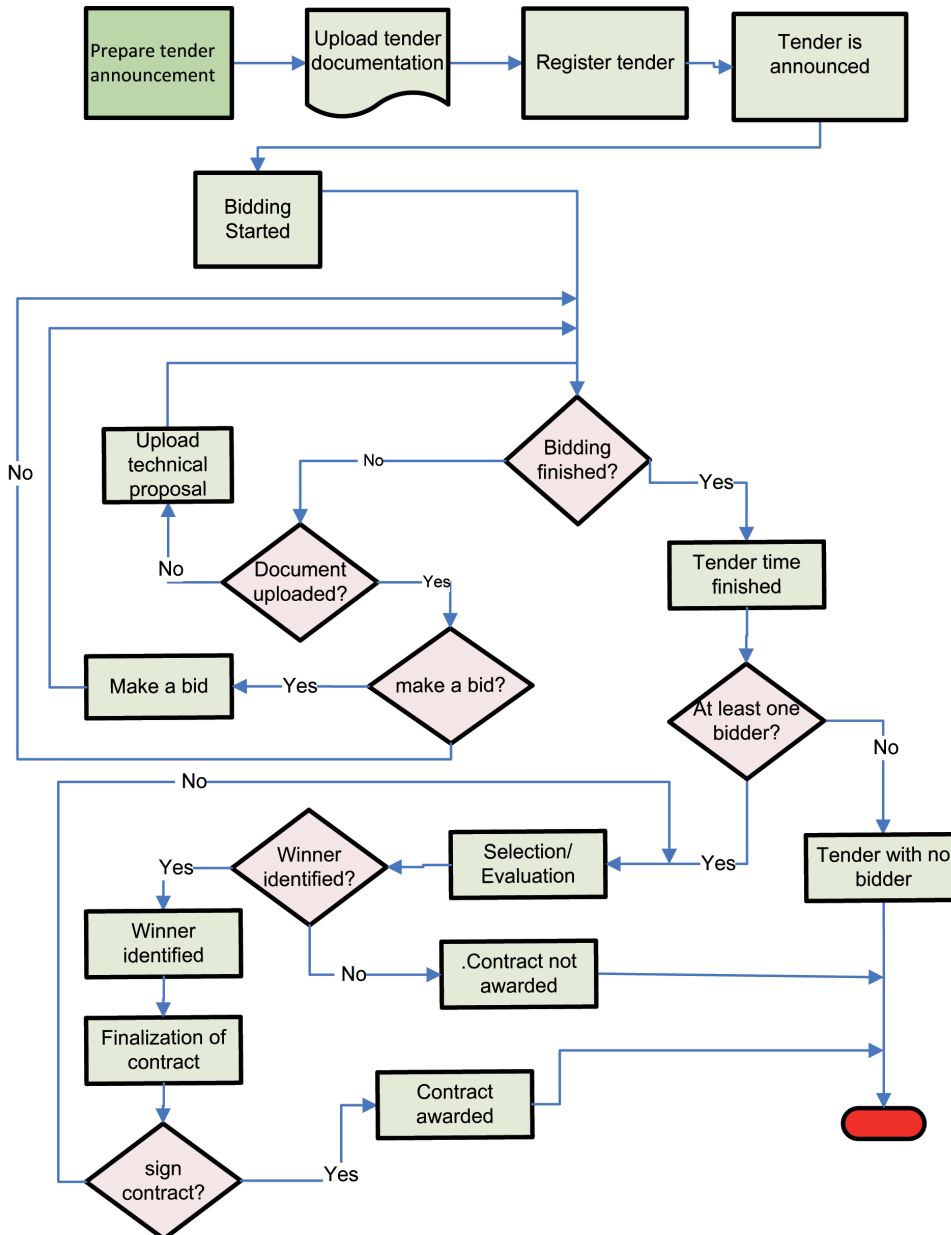 Prepare tender
announcement
Upload tender
documentation
Register tender
Tender is
announced
Bidding
Started
Bidding
finished?
No
Yes
Upload
technical
proposal
No
No
Document
uploaded?
Yes
Tender time
finished
Make a bid
Yes
make a bid?
At least one
bidder?
No
No
Yes
Winner
identified?
Selection/
Evaluation
Yes
Tender with no
bidder
Winner
identified
No
.Contract not
awarded
Finalization of
contract
Contract
awarded
sign
contract?
Yes